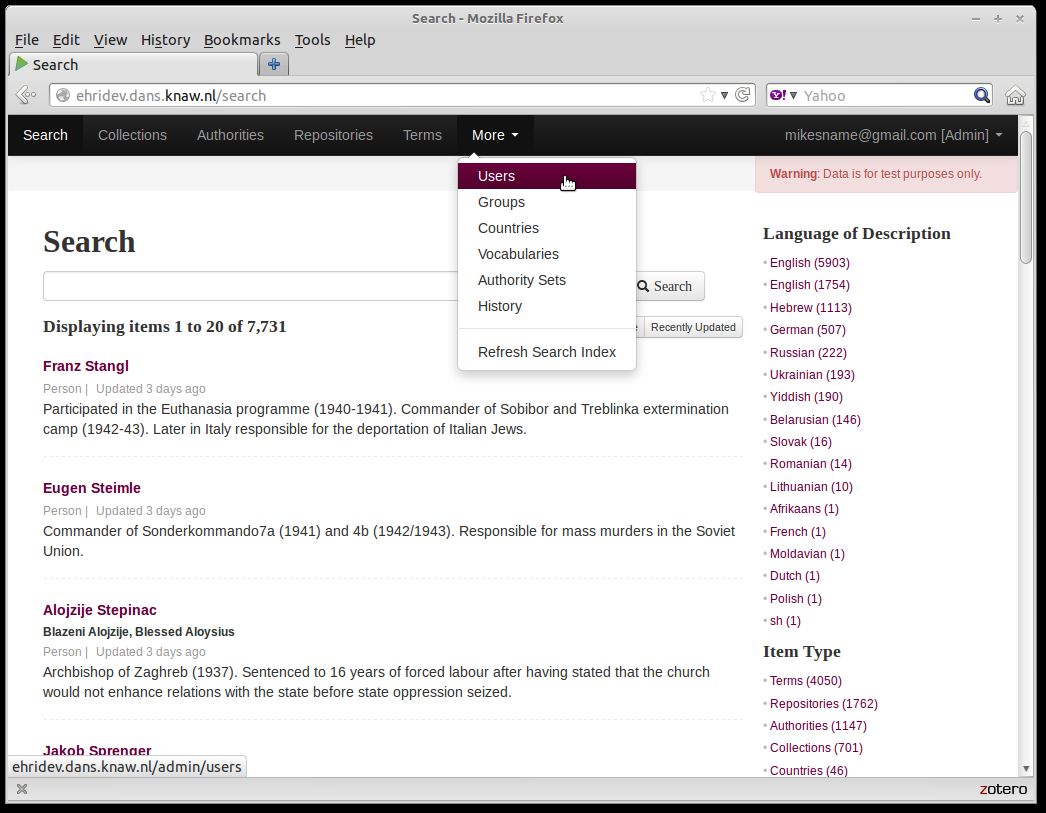 Search - Mozilla Firefox
File Edit View History Bookmarks Tools Help
Search
ehridev.dans.knaw.nl/search
Yahoo
Search Collections Authorities Repositories Terms More mikesname@gmail.com [Admin]
Users
Groups
Countries
Vocabularies
Authority Sets
History
Refresh Search Index
Warning: Data is for test purposes only.
Search
Search
Displaying items 1 to 20 of 7,731
Recently Updated
Franz Stangl
Person | Updated 3 days ago
Participated in the Euthanasia programme (1940-1941). Commander of Sobibor and Treblinka extermination
camp (1942-43). Later in Italy responsible for the deportation of Italian Jews.
Eugen Steimle
Person | Updated 3 days ago
Commander of Sonderkommando7a (1941) and 4b (1942/1943). Responsible for mass murders in the Soviet
Union.
Alojzije Stepinac
Blazeni Alojzije, Blessed Aloysius
Person | Updated 3 days ago
Archbishop of Zaghreb (1937). Sentenced to 16 years of forced labour after having stated that the church
would not enhance relations with the state before state oppression seized.
Jakob Sprenger
Language of Description
English (5903)
English (1754)
Hebrew (1113)
German (507)
Russian (222)
Ukrainian (193)
Yiddish (190)
Belarusian (146)
Slovak (16)
Romanian (14)
Lithuanian (10)
Afrikaans (1)
French (1)
Moldavian (1)
Dutch (1)
Polish (1)
sh (1)
Item Type
Terms (4050)
Repositories (1762)
Authorities (1147)
Collections (701)
Countries (46)
ehridev.dans.knaw.nl/admin/users
zotero